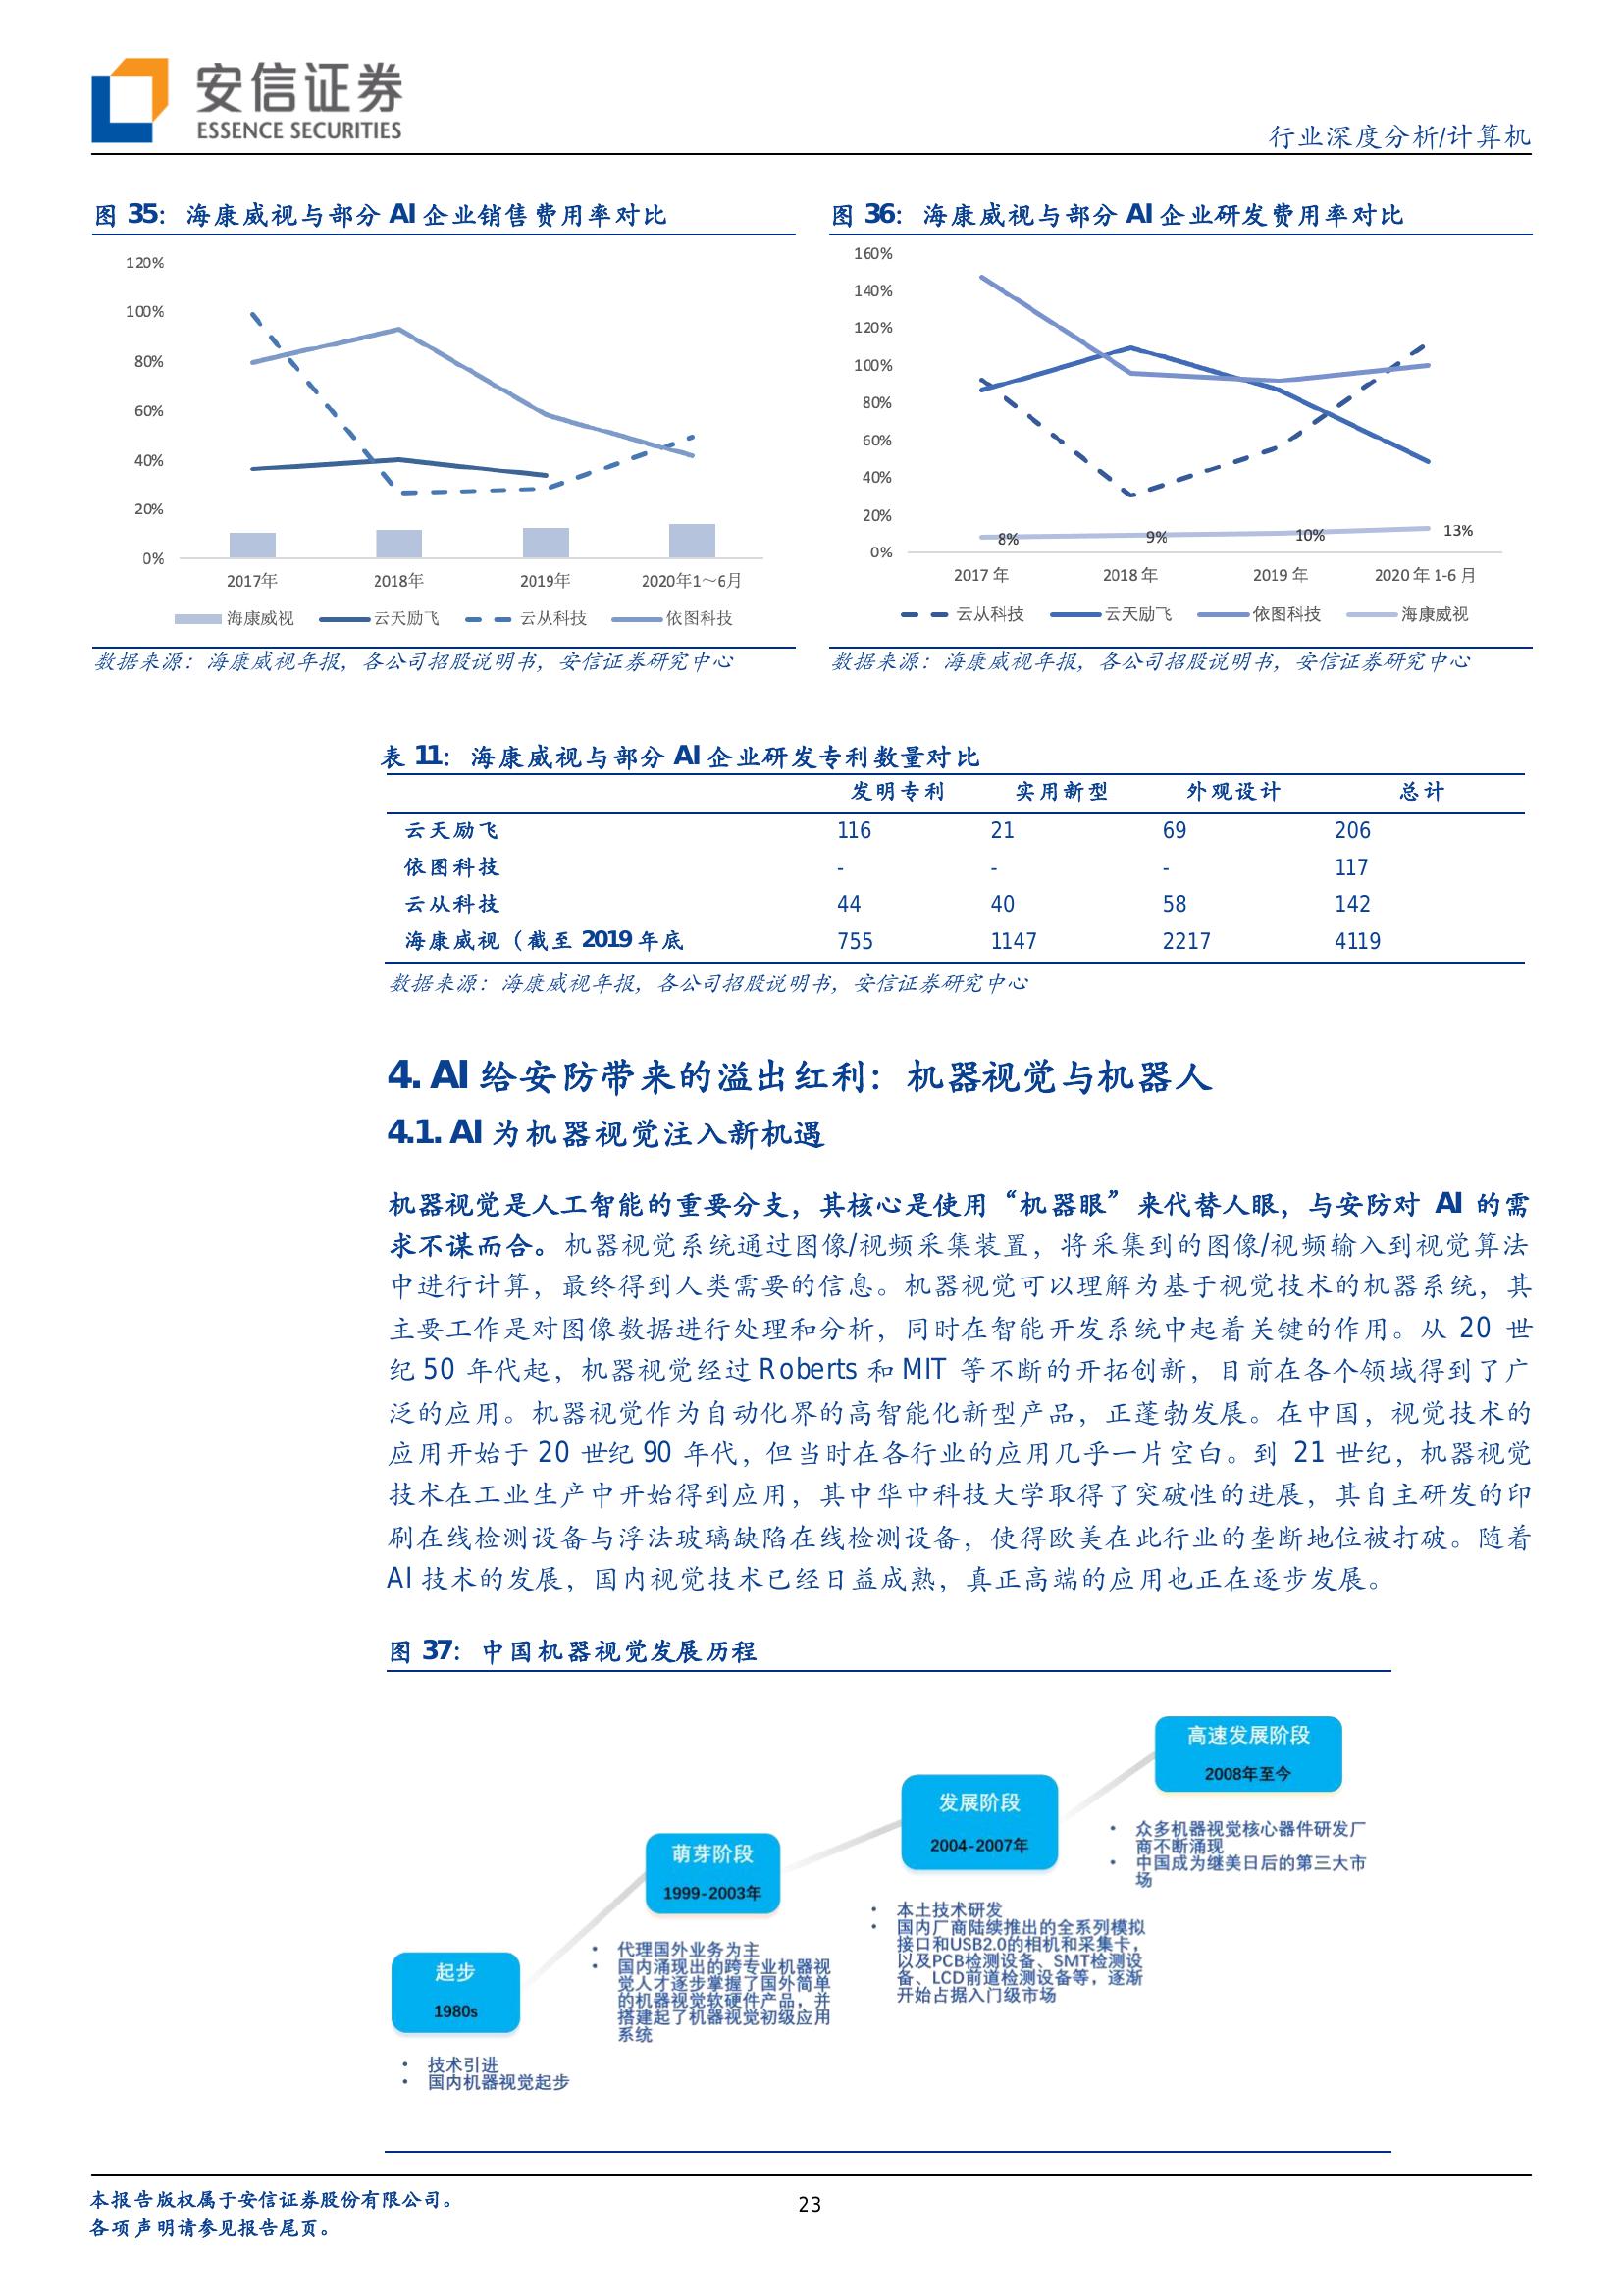 安信证券
ESSENCE SECURITIES
行业深度分析/计算机
图 35：海康威视与部分 AI 企业销售费用率对比
120%
100%
80%
60%
40%
20%
0%
2017年 2018年 2019年 2020年1～6月
海康威视 云天励飞 云从科技 依图科技
数据来源：海康威视年报，各公司招股说明书，安信证券研究中心
图 36：海康威视与部分 AI 企业研发费用率对比
160%
140%
120%
100%
80%
60%
40%
20%
0%
8% 9% 10% 13%
2017 年 2018 年 2019 年 2020 年 1-6 月
云从科技 云天励飞 依图科技 海康威视
数据来源：海康威视年报，各公司招股说明书，安信证券研究中心
表 11：海康威视与部分 AI 企业研发专利数量对比
发明专利 实用新型 外观设计 总计
云天励飞 116 21 69 206
依图科技 - - - 117
云从科技 44 40 58 142
海康威视（截至 2019 年底 755 1147 2217 4119
数据来源：海康威视年报，各公司招股说明书，安信证券研究中心
4. AI 给安防带来的溢出红利：机器视觉与机器人
4.1. AI 为机器视觉注入新机遇
机器视觉是人工智能的重要分支，其核心是使用“机器眼”来代替人眼，与安防对 AI 的需
求不谋而合。机器视觉系统通过图像/视频采集装置，将采集到的图像/视频输入到视觉算法
中进行计算，最终得到人类需要的信息。机器视觉可以理解为基于视觉技术的机器系统，其
主要工作是对图像数据进行处理和分析，同时在智能开发系统中起着关键的作用。从 20 世
纪 50 年代起，机器视觉经过 Roberts 和 MIT 等不断的开拓创新，目前在各个领域得到了广
泛的应用。机器视觉作为自动化界的高智能化新型产品，正蓬勃发展。在中国，视觉技术的
应用开始于 20 世纪 90 年代，但当时在各行业的应用几乎一片空白。到 21 世纪，机器视觉
技术在工业生产中开始得到应用，其中华中科技大学取得了突破性的进展，其自主研发的印
刷在线检测设备与浮法玻璃缺陷在线检测设备，使得欧美在此行业的垄断地位被打破。随着
AI 技术的发展，国内视觉技术已经日益成熟，真正高端的应用也正在逐步发展。
图 37：中国机器视觉发展历程
起步
1980s
• 技术引进
• 国内机器视觉起步
萌芽阶段
1999-2003年
• 代理国外业务为主
• 国内涌现出的跨专业机器视
觉人才逐步掌握了国外简单
的机器视觉软硬件产品，并
搭建起了机器视觉初级应用
系统
发展阶段
2004-2007年
• 本土技术研发
• 国内厂商陆续推出的全系列模拟
接口和USB2.0的相机和采集卡，
以及PCB检测设备、SMT检测设
备、LCD前道检测设备等，逐渐
开始占据入门级市场
高速发展阶段
2008年至今
• 众多机器视觉核心器件研发厂
商不断涌现
• 中国成为继美日后的第三大市
场
本报告版权属于安信证券股份有限公司。
各项声明请参见报告尾页。
23